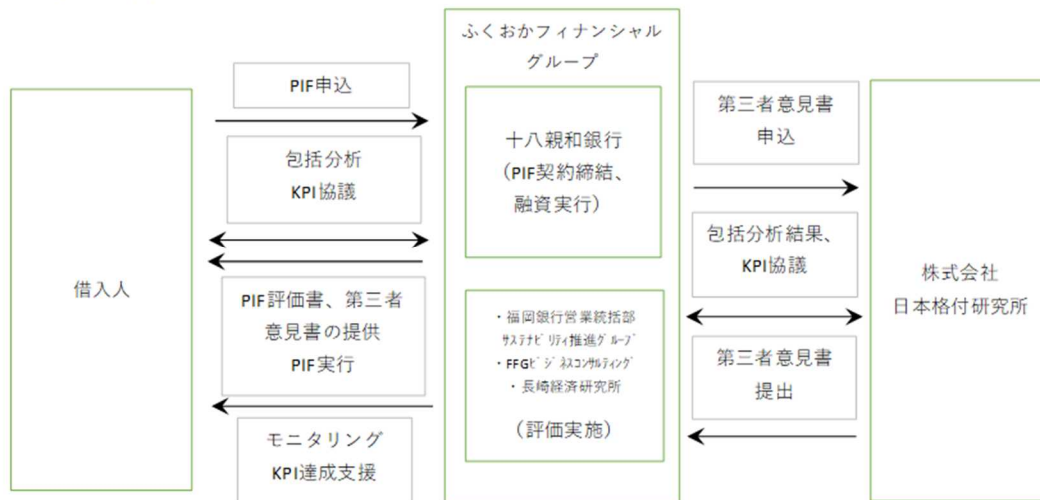 借入人
PIF申込
包括分析
KPI協議
PIF評価書、第三者
意見書の提供
PIF実行
モニタリング
KPI達成支援
ふくおかフィナンシャル
グループ
十八親和銀行
（PIF契約締結、
融資実行）
・福岡銀行営業統括部
ｻｽﾃﾅﾋﾞﾘﾃｨ推進ｸﾞﾙｰﾌﾟ
・FFGﾋﾞｼﾞﾈｽｺﾝｻﾙﾃｨﾝｸﾞ
・長崎経済研究所
（評価実施）
第三者意見書
申込
包括分析結果、
KPI協議
第三者意見書
提出
株式会社
日本格付研究所